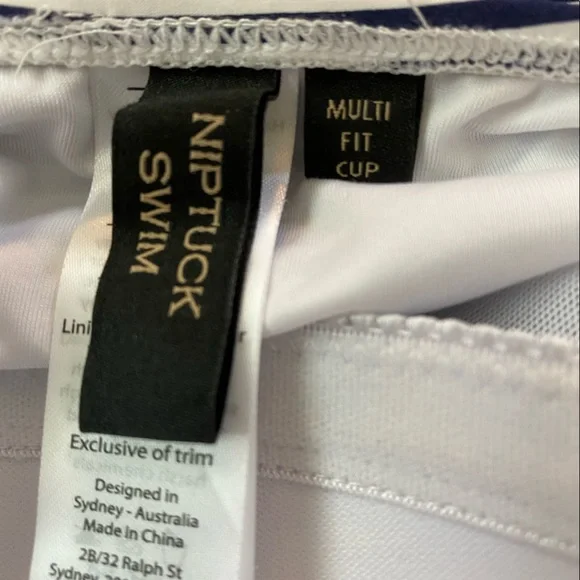 NIPTUCK
SWIM
MULTI
FIT
CUP
Exclusive of trim
Designed in
Sydney - Australia
Made in China
2B/32 Ralph St